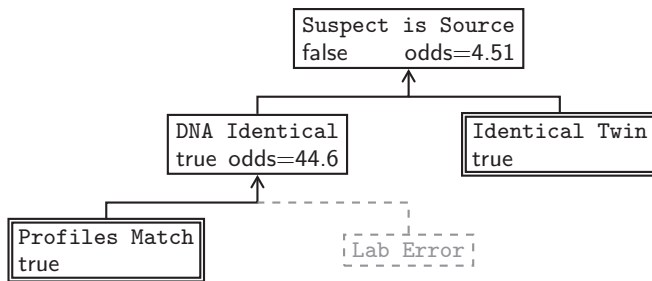 Suspect is Source
false odds=4.51
DNA Identical
true odds=44.6
Identical Twin
true
Profiles Match
true
Lab Error